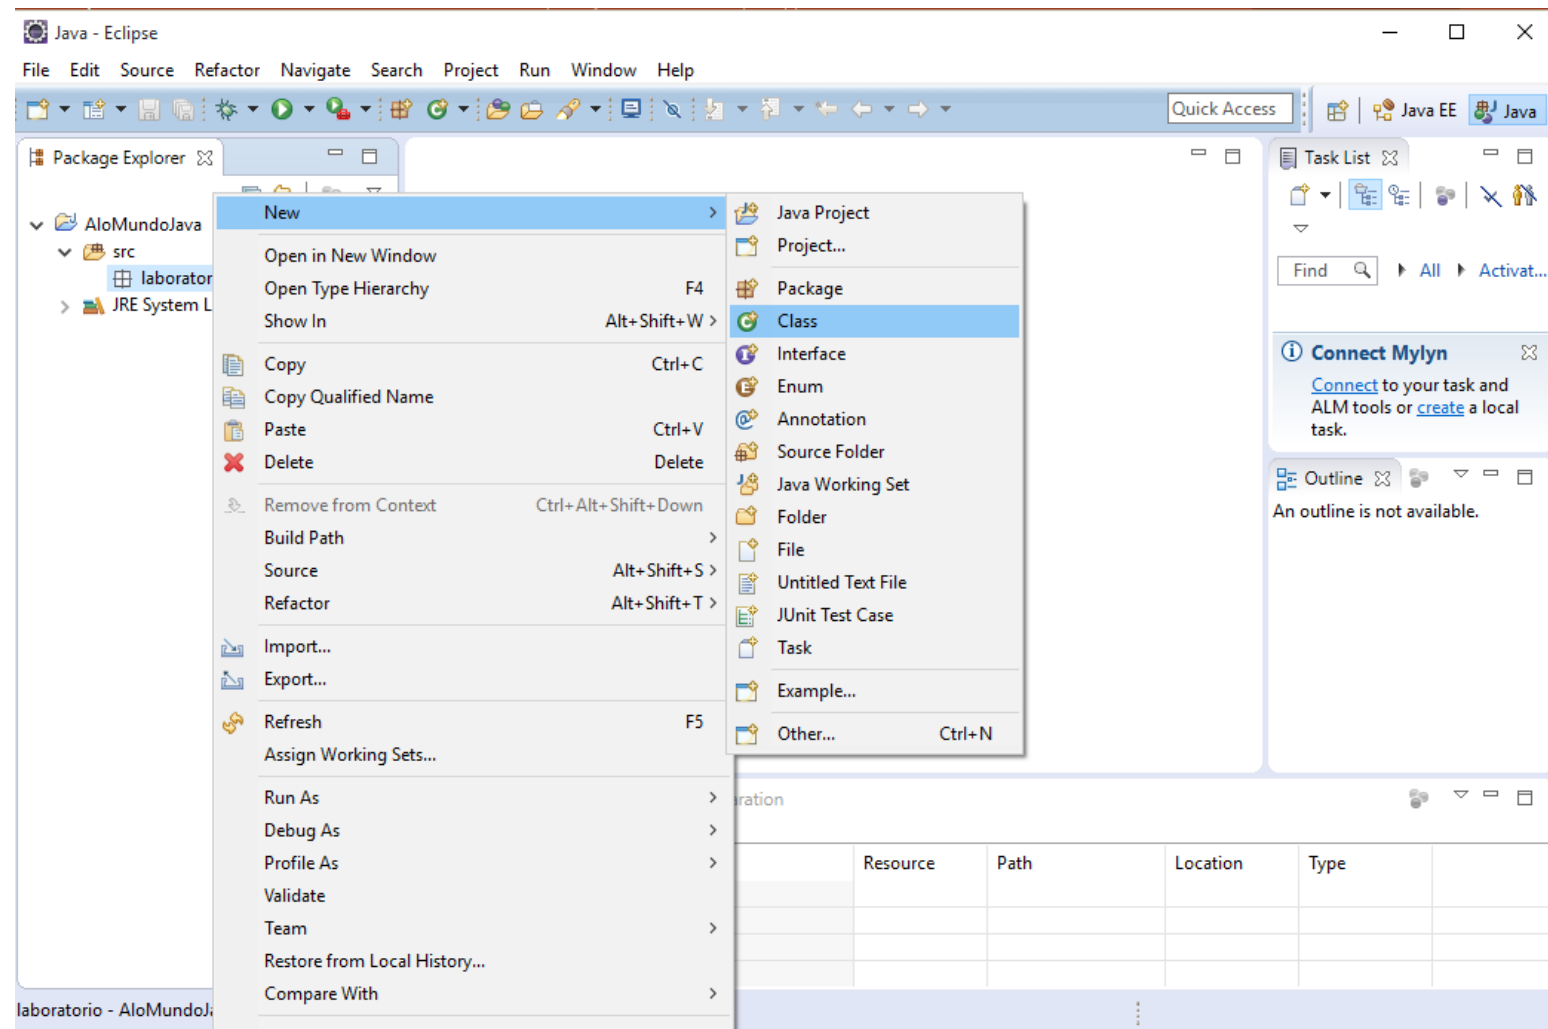 Java - Eclipse
File Edit Source Refactor Navigate Search Project Run Window Help
Quick Access
Java EE
Java
Package Explorer
AloMundoJava
src
laborator
JRE System L
New
Open in New Window
Open Type Hierarchy F4
Show In Alt+Shift+W
Copy Ctrl+C
Copy Qualified Name
Paste Ctrl+V
Delete Delete
Remove from Context Ctrl+Alt+Shift+Down
Build Path
Source Alt+Shift+S
Refactor Alt+Shift+T
Import...
Export...
Refresh F5
Assign Working Sets...
Run As
Debug As
Profile As
Validate
Team
Restore from Local History...
Compare With
Java Project
Project...
Package
Class
Interface
Enum
Annotation
Source Folder
Java Working Set
Folder
File
Untitled Text File
JUnit Test Case
Task
Example...
Other... Ctrl+N
Task List
Find All Activat...
Connect Mylyn
Connect to your task and
ALM tools or create a local
task.
Outline
An outline is not available.
aration
Resource Path Location Type
laboratorio - AloMundoJa